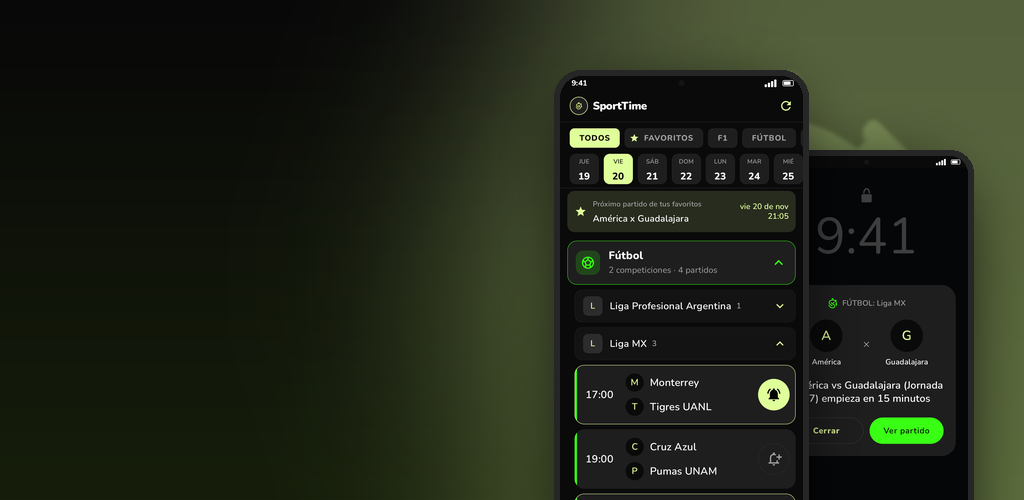 9:41
SportTime
TODOS
FAVORITOS
F1
FÚTBOL
JUE
19
VIE
20
SÁB
21
DOM
22
LUN
23
MAR
24
MIÉ
25
Próximo partido de tus favoritos
América x Guadalajara
vie 20 de nov
21:05
Fútbol
2 competiciones · 4 partidos
L
Liga Profesional Argentina 1
L
Liga MX 3
17:00
M Monterrey
T Tigres UANL
19:00
C Cruz Azul
P Pumas UNAM
9:41
FÚTBOL: Liga MX
A × G
América
Guadalajara
érica vs Guadalajara (Jornada
7) empieza en 15 minutos
Cerrar
Ver partido